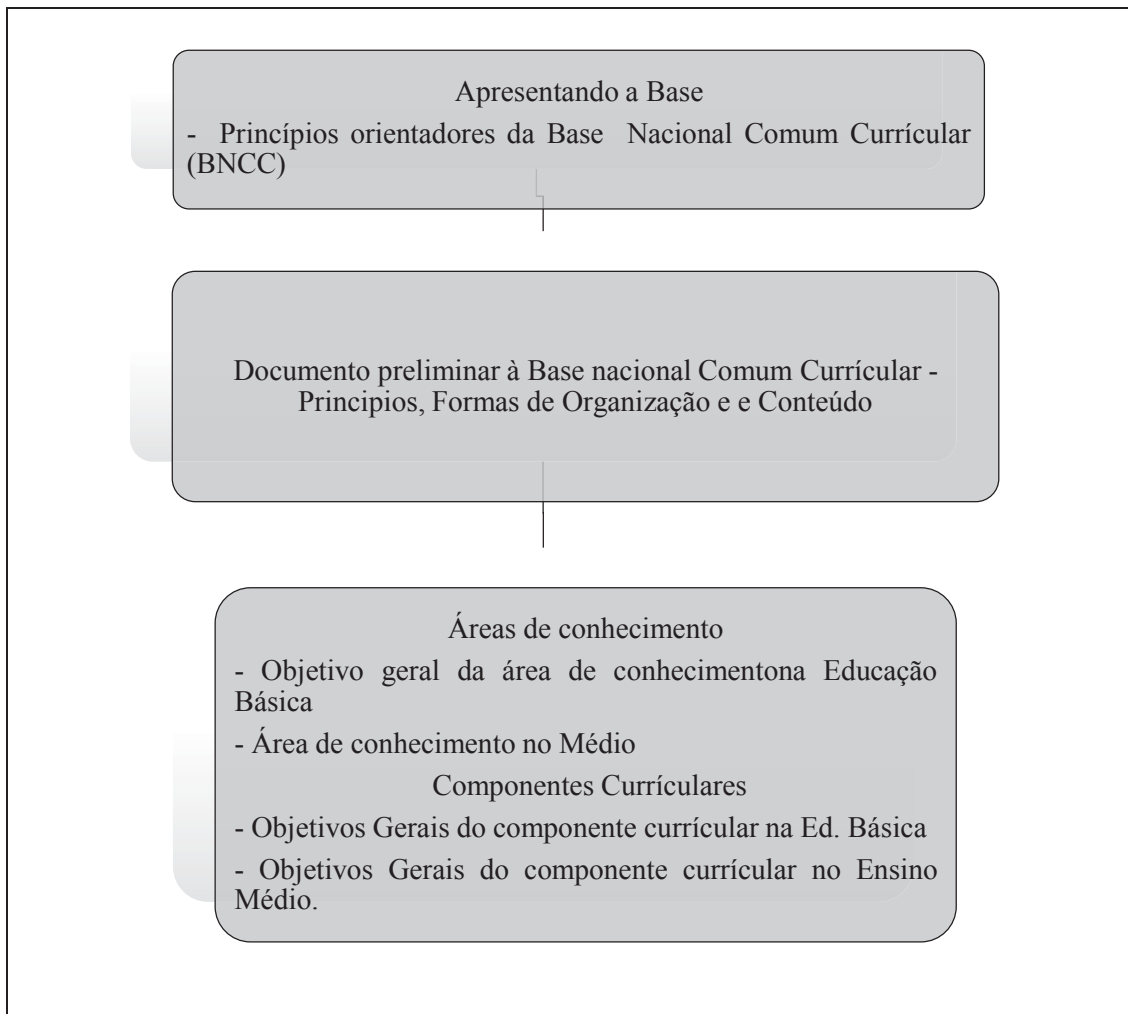 Apresentando a Base
- Princípios orientadores da Base Nacional Comum Currícular
(BNCC)
Documento preliminar à Base nacional Comum Currícular -
Principios, Formas de Organização e e Conteúdo
Áreas de conhecimento
- Objetivo geral da área de conhecimentona Educação
Básica
- Área de conhecimento no Médio
Componentes Currículares
- Objetivos Gerais do componente currícular na Ed. Básica
- Objetivos Gerais do componente currícular no Ensino
Médio.